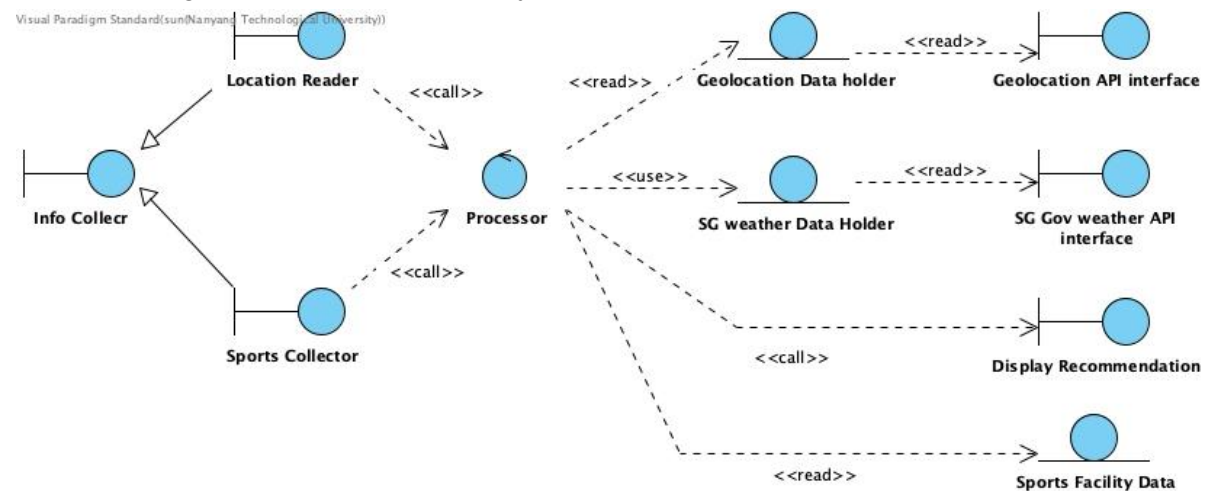 Visual Paradigm Standard(sun(Nanyang Technological University))
Location Reader
<<call>>
<<read>>
Geolocation Data holder
<<read>>
Geolocation API interface
Info Collecr
Processor
<<use>>
SG weather Data Holder
<<read>>
SG Gov weather API
interface
<<call>>
Sports Collector
<<call>>
Display Recommendation
<<read>>
Sports Facility Data